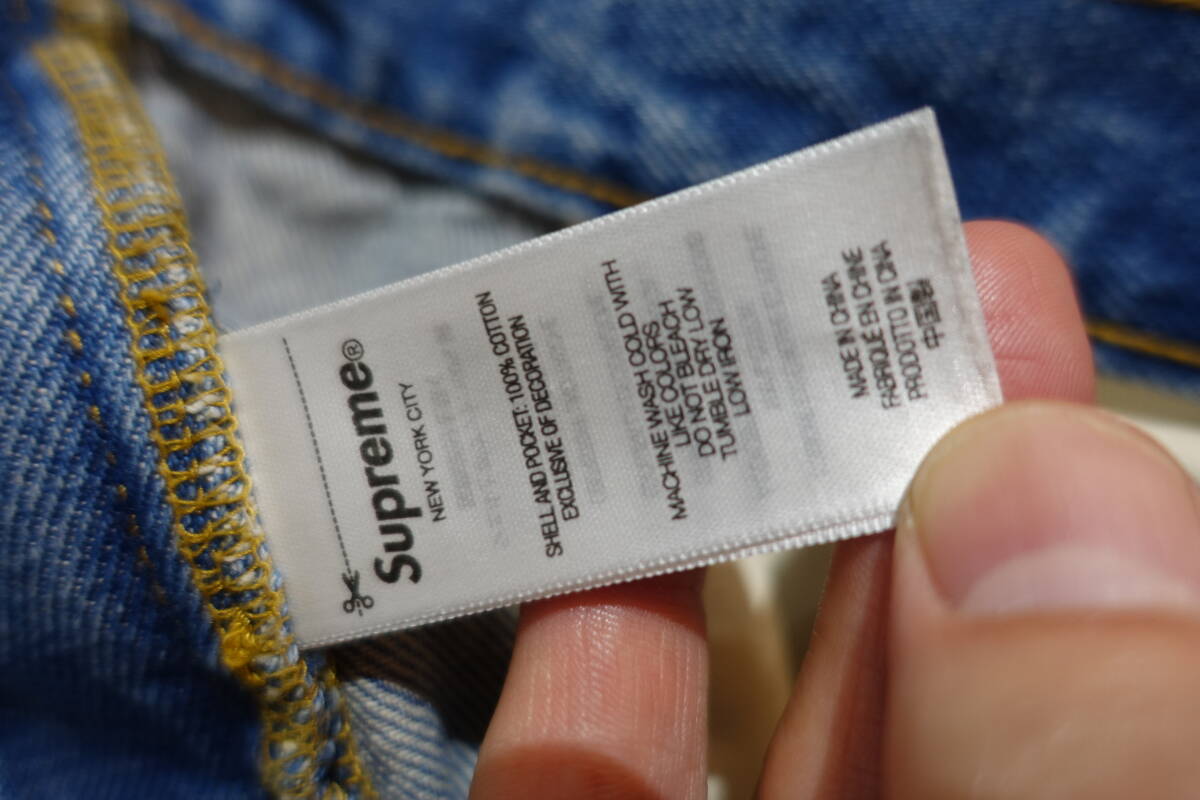 Supreme®
NEW YORK CITY
SHELL AND POCKET: 100% COTTON
EXCLUSIVE OF DECORATION
MACHINE WASH COLD WITH
LIKE COLORS
DO NOT BLEACH
TUMBLE DRY LOW
LOW IRON
MADE IN CHINA
FABRIQUÉ EN CHINE
PRODOTTO IN CINA
中国製